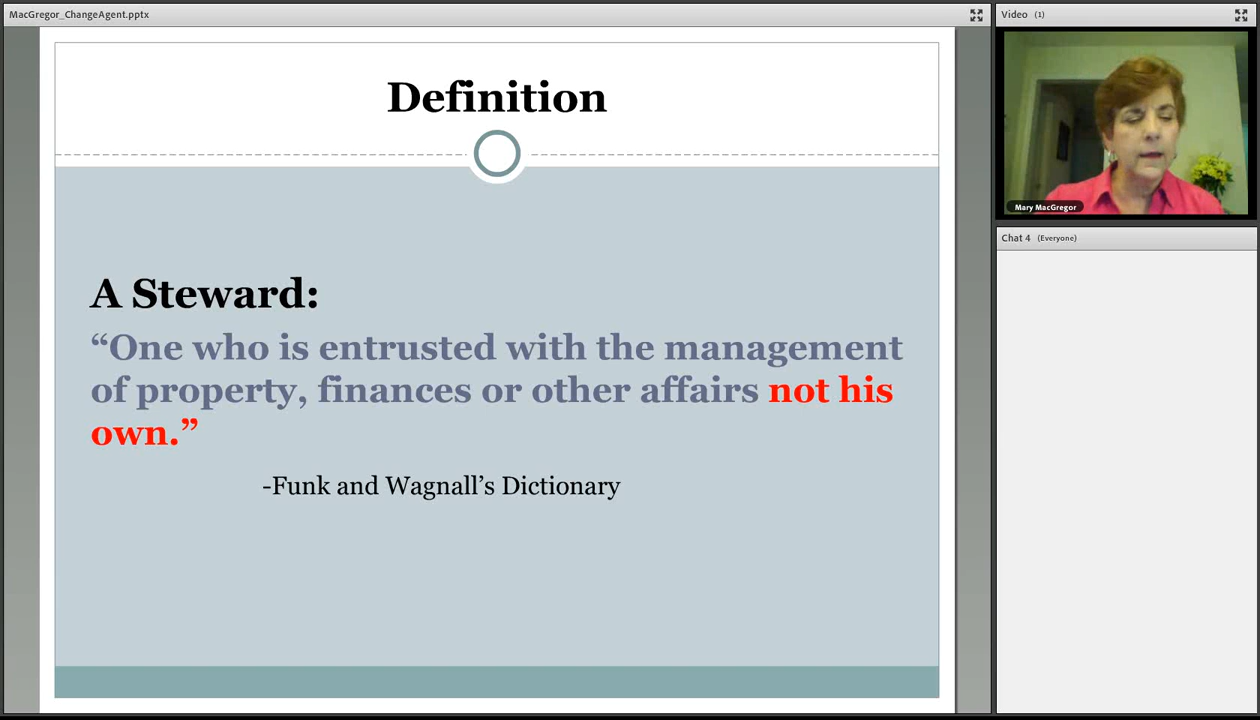 MacGregor_ChangeAgent.pptx
Definition
A Steward:
“One who is entrusted with the management
of property, finances or other affairs not his
own.”
-Funk and Wagnall’s Dictionary
Video (1)
Mary MacGregor
Chat 4 (Everyone)